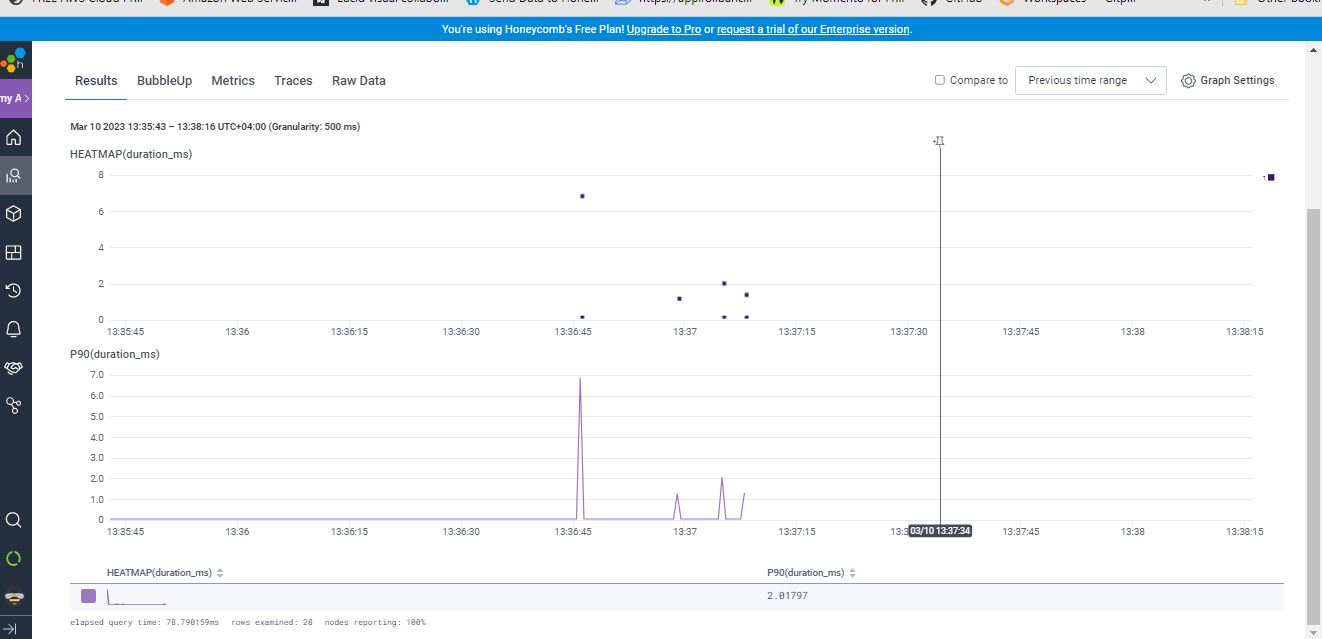 You're using Honeycomb's Free Plan! Upgrade to Pro or request a trial of our Enterprise version.
my A >
Results BubbleUp Metrics Traces Raw Data
Compare to Previous time range Graph Settings
Mar 10 2023 13:35:43 – 13:38:16 UTC+04:00 (Granularity: 500 ms)
HEATMAP(duration_ms)
8
6
4
2
0
1
13:35:45 13:36 13:36:15 13:36:30 13:36:45 13:37 13:37:15 13:37:30 13:37:45 13:38 13:38:15
P90(duration_ms)
7.0
6.0
5.0
4.0
3.0
2.0
1.0
0
13:35:45 13:36 13:36:15 13:36:30 13:36:45 13:37 13:37:15 03/10 13:37:34 13:37:45 13:38 13:38:15
HEATMAP(duration_ms) P90(duration_ms)
2.01797
elapsed query time: 78.790159ms rows examined: 28 nodes reporting: 100%